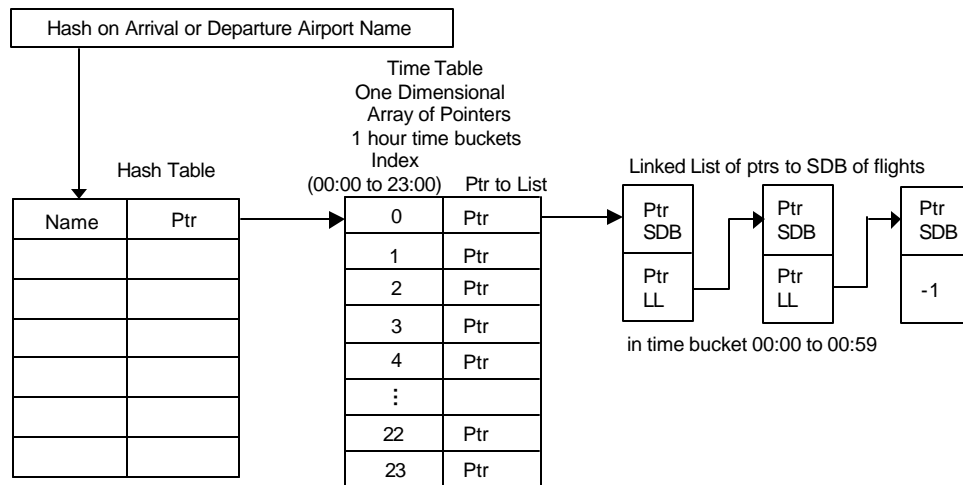 Hash on Arrival or Departure Airport Name
Time Table
One Dimensional
Array of Pointers
1 hour time buckets
Index
(00:00 to 23:00) Ptr to List
Hash Table
Name Ptr
0 Ptr
1 Ptr
2 Ptr
3 Ptr
4 Ptr
⋮
22 Ptr
23 Ptr
Linked List of ptrs to SDB of flights
Ptr
SDB
Ptr
LL
Ptr
SDB
Ptr
LL
Ptr
SDB
-1
in time bucket 00:00 to 00:59